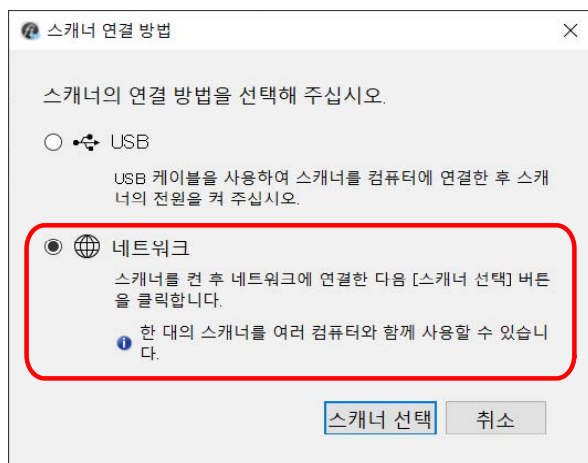 스캐너 연결 방법
스캐너의 연결 방법을 선택해 주십시오.
USB
USB 케이블을 사용하여 스캐너를 컴퓨터에 연결한 후 스캐
너의 전원을 켜 주십시오.
네트워크
스캐너를 켠 후 네트워크에 연결한 다음 [스캐너 선택] 버튼
을 클릭합니다.
한 대의 스캐너를 여러 컴퓨터와 함께 사용할 수 있습니
다.
스캐너 선택 취소